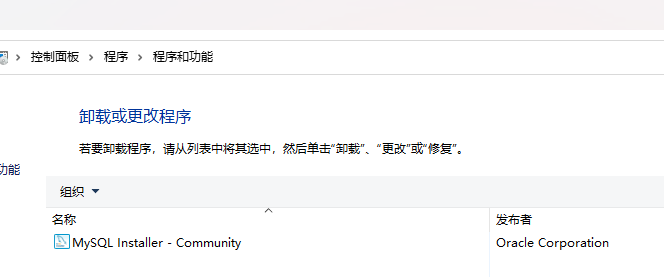 控制面板 > 程序 > 程序和功能
卸载或更改程序
若要卸载程序，请从列表中将其选中，然后单击“卸载”、“更改”或“修复”。
功能
组织
名称 发布者
MySQL Installer - Community Oracle Corporation